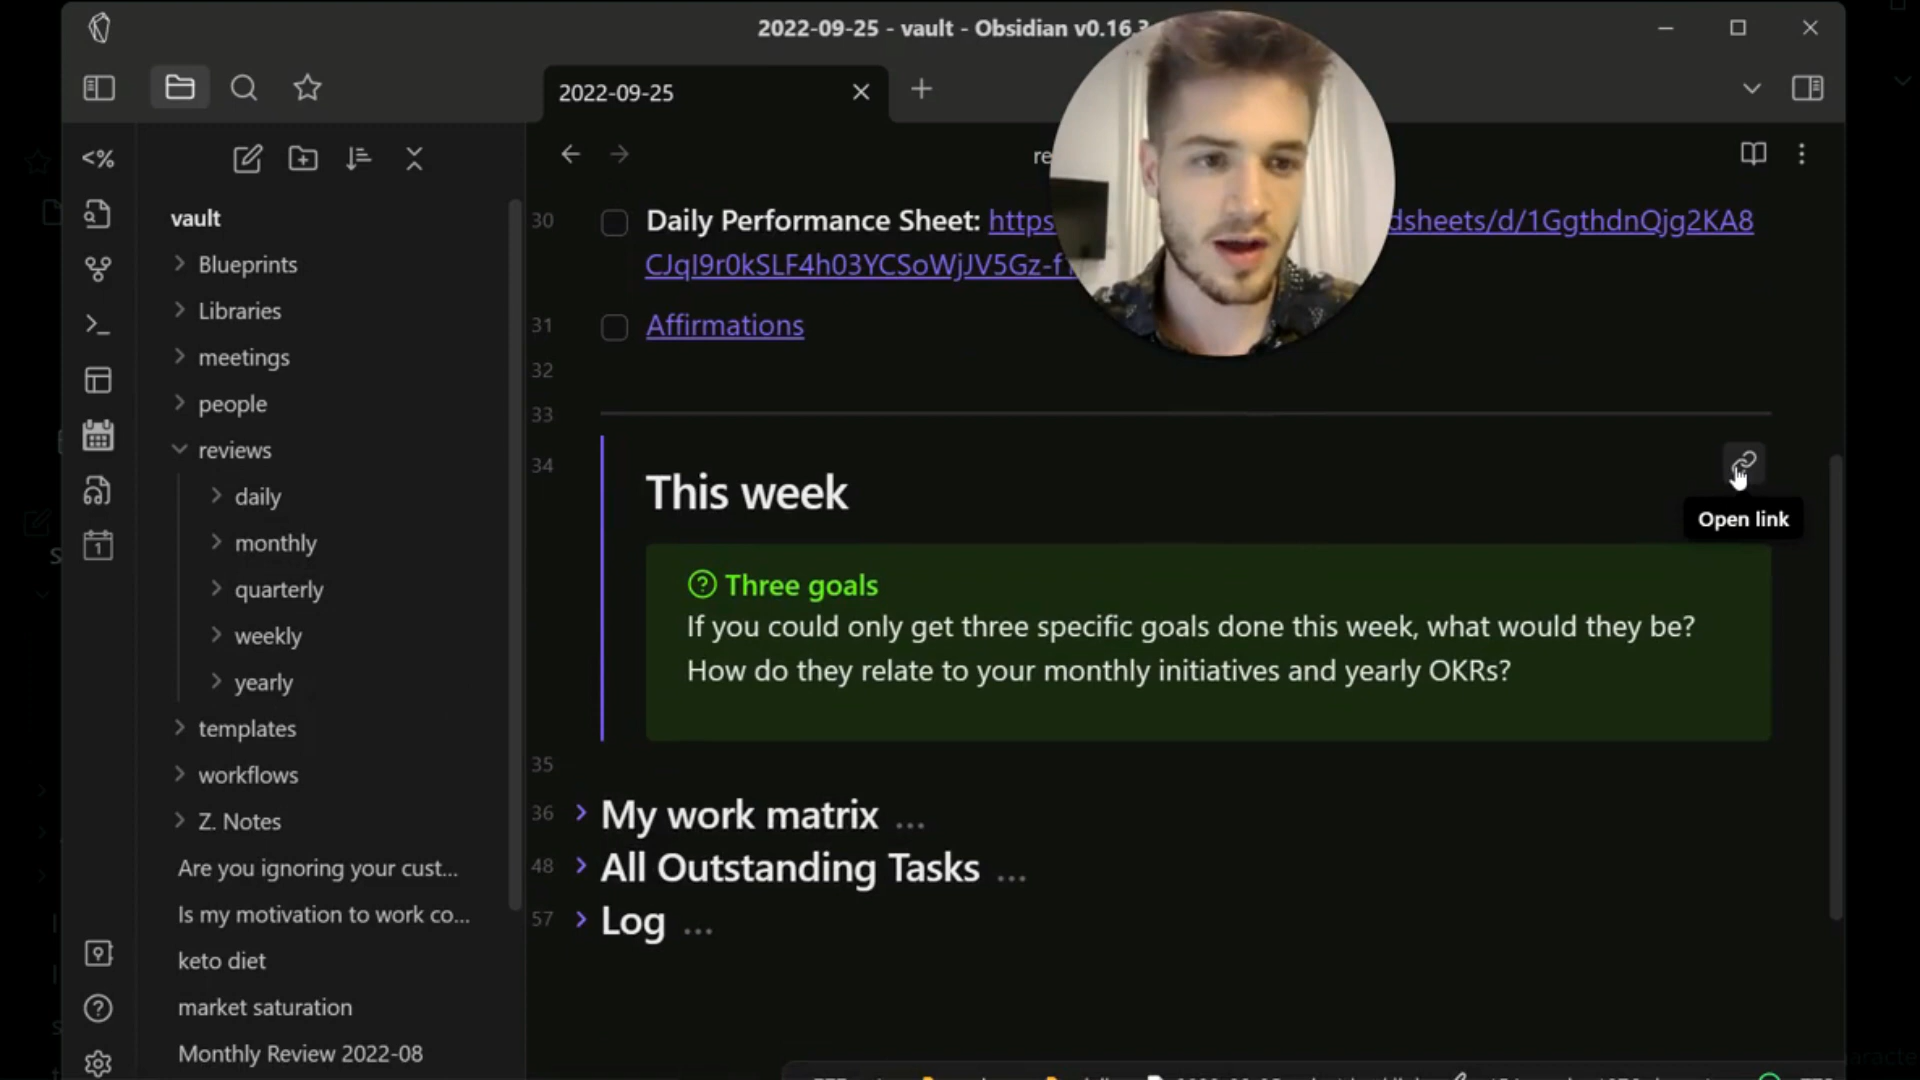 2022-09-25 - vault - Obsidian v0.16.3
2022-09-25
<%
vault
Blueprints
Libraries
meetings
people
reviews
daily
monthly
quarterly
weekly
yearly
templates
workflows
Z. Notes
Are you ignoring your cust...
Is my motivation to work co...
keto diet
market saturation
Monthly Review 2022-08
1
re
30 Daily Performance Sheet: https dsheets/d/1GgthdnQjg2KA8
31 Affirmations
32
33
34 This week
Open link
Three goals
If you could only get three specific goals done this week, what would they be?
How do they relate to your monthly initiatives and yearly OKRs?
35
36 My work matrix ...
48 All Outstanding Tasks ...
57 Log ...